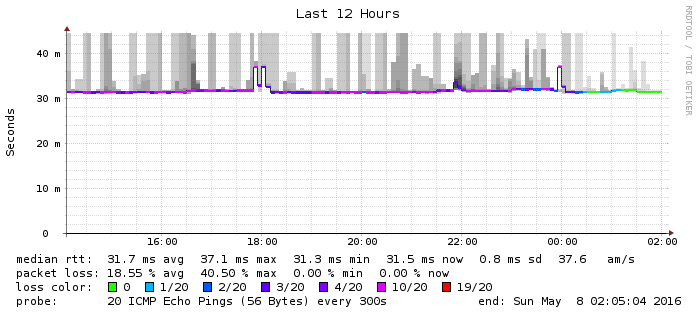 Last 12 Hours
RRDTOOL / TOBI OETIKER
Seconds
40 m
30 m
20 m
10 m
0
16:00 18:00 20:00 22:00 00:00 02:00
median rtt: 31.7 ms avg 37.1 ms max 31.3 ms min 31.5 ms now 0.8 ms sd 37.6 am/s
packet loss: 18.55 % avg 40.50 % max 0.00 % min 0.00 % now
loss color: 0 1/20 2/20 3/20 4/20 10/20 19/20
probe: 20 ICMP Echo Pings (56 Bytes) every 300s end: Sun May 8 02:05:04 2016